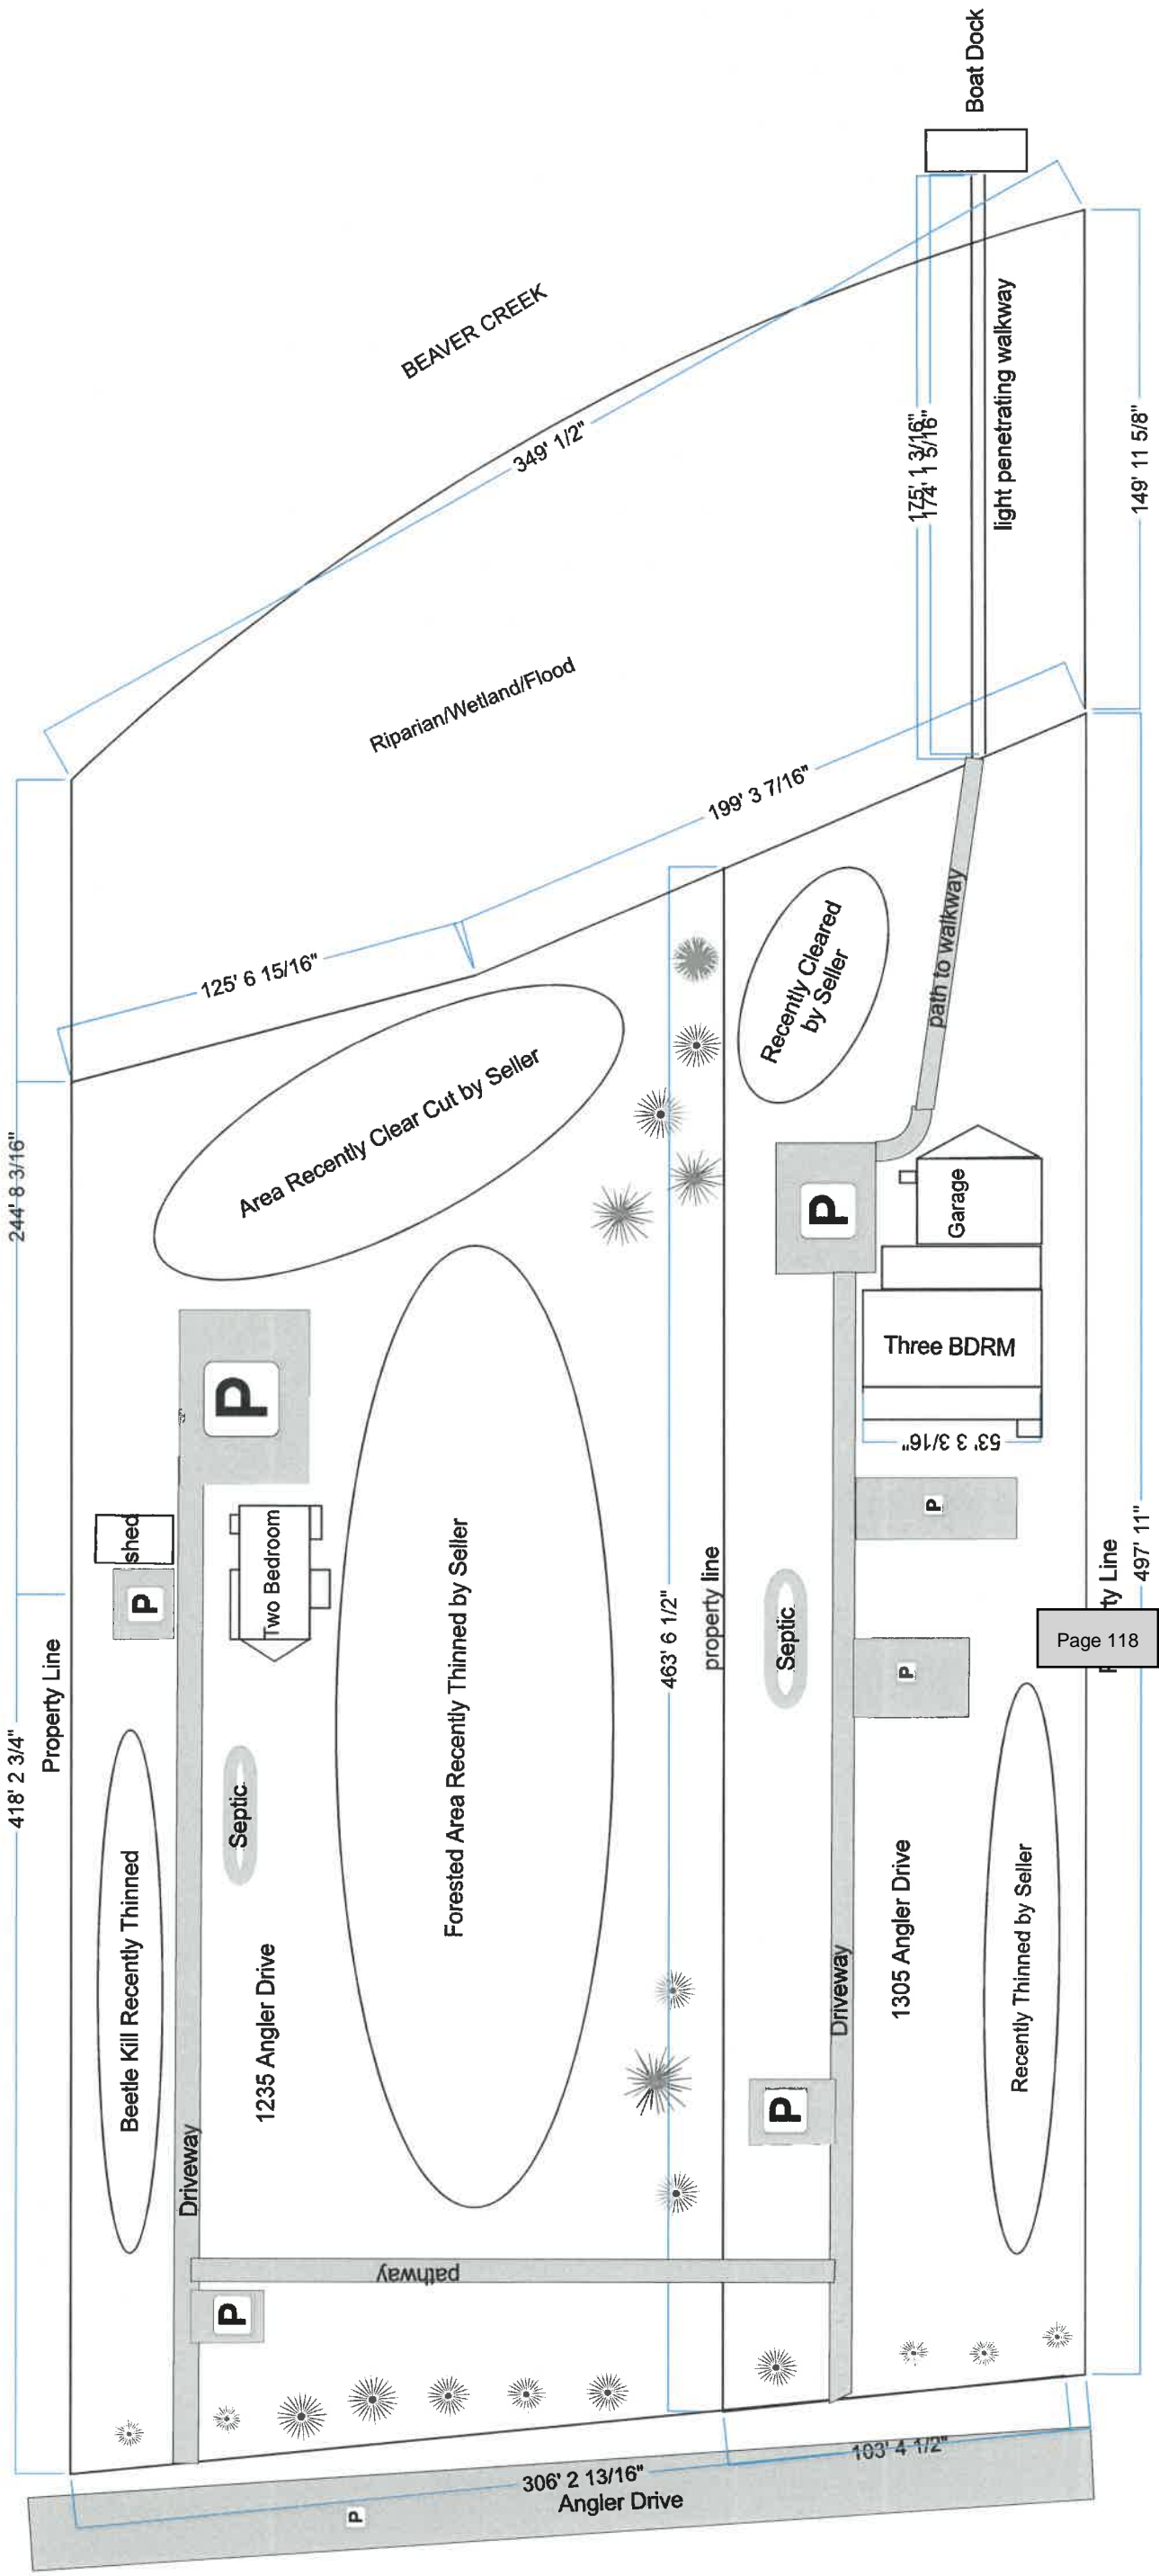 Boat Dock
BEAVER CREEK
349' 1/2"
175' 1 3/16"
174' 1 5/16"
light penetrating walkway
149' 11 5/8"
Riparian/Wetland/Flood
199' 3 7/16"
125' 6 15/16"
244' 8 3/16"
Area Recently Clear Cut by Seller
Recently Cleared
by Seller
path to walkway
P
Garage
P
Three BDRM
53' 3 3/16"
shed
P
Two Bedroom
P
Property Line
418' 2 3/4"
Forested Area Recently Thinned by Seller
463' 6 1/2"
property line
Septic
P
497' 11"
ty Line
Page 118
Septic
Beetle Kill Recently Thinned
1235 Angler Drive
Driveway
1305 Angler Drive
Driveway
Recently Thinned by Seller
P
pathway
P
103' 4 1/2"
306' 2 13/16"
Angler Drive
P